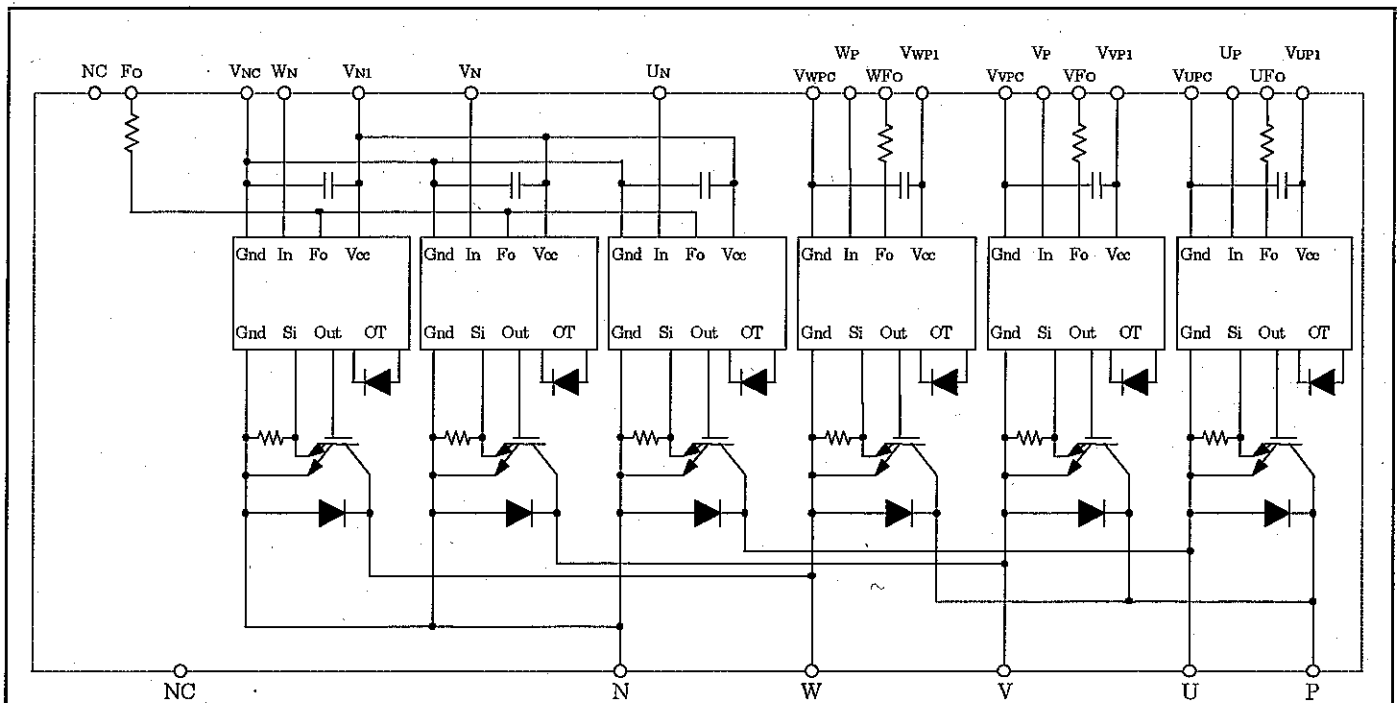 WP VWP1 VP VVP1 UP VUP1
NC FO VNC WN VN1 VN UN VWPC WFO VVPC VFO VUPC UFO
Gnd In Fo Vcc Gnd In Fo Vcc Gnd In Fo Vcc Gnd In Fo Vcc Gnd In Fo Vcc Gnd In Fo Vcc
Gnd Si Out OT Gnd Si Out OT Gnd Si Out OT Gnd Si Out OT Gnd Si Out OT Gnd Si Out OT
NC N W V U P